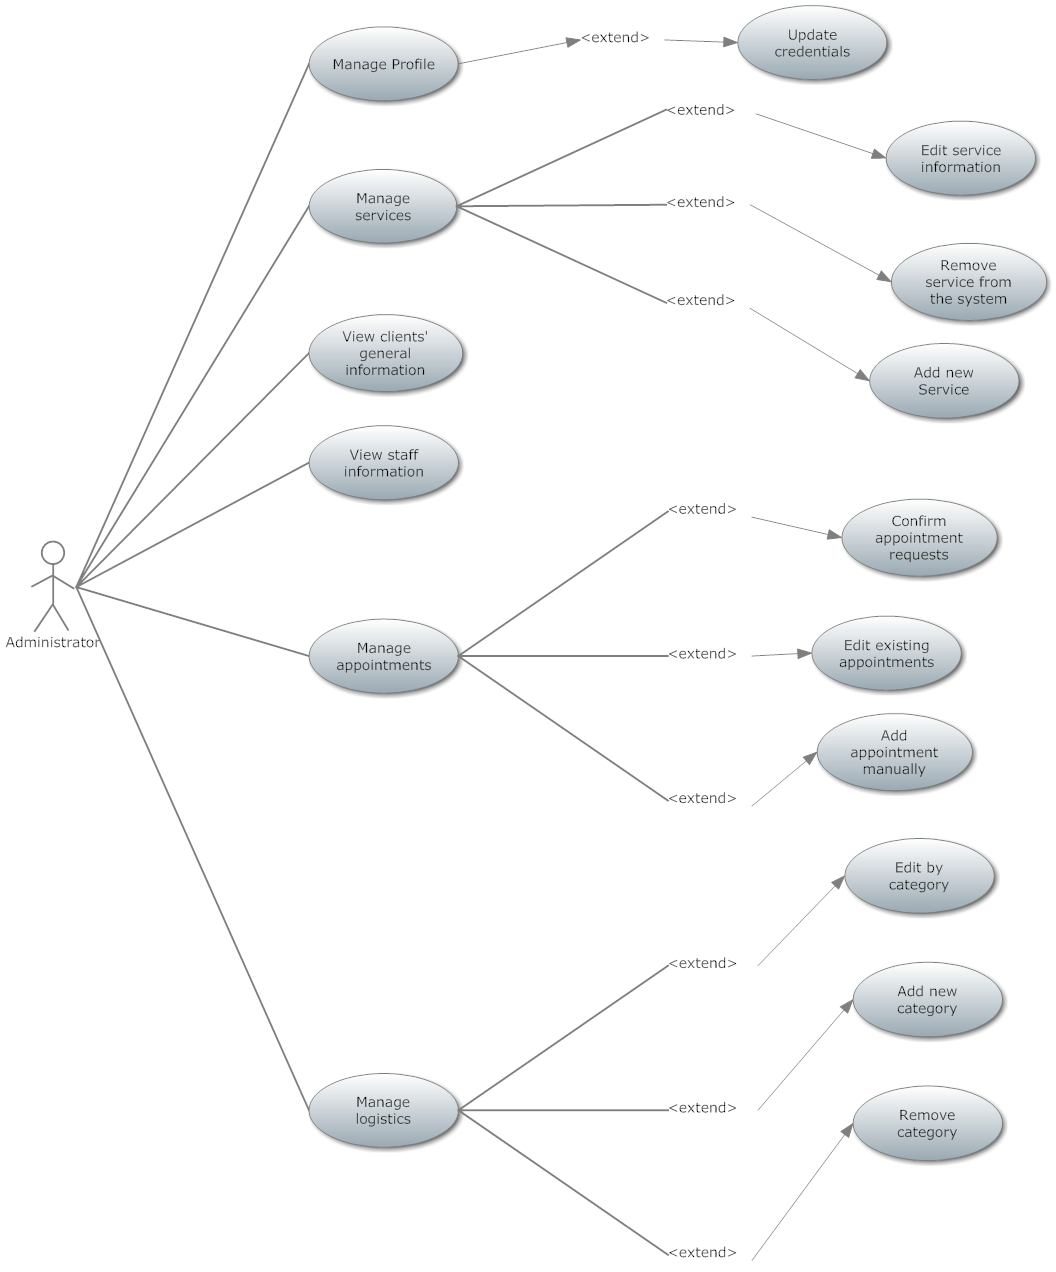 <extend>
Update
credentials
Manage Profile
<extend>
Edit service
information
Manage
services
<extend>
Remove
service from
the system
<extend>
View clients'
general
information
Add new
Service
View staff
information
<extend>
Confirm
appointment
requests
Administrator
Manage
appointments
<extend>
Edit existing
appointments
Add
appointment
manually
<extend>
Edit by
category
<extend>
Add new
category
Manage
logistics
<extend>
Remove
category
<extend>